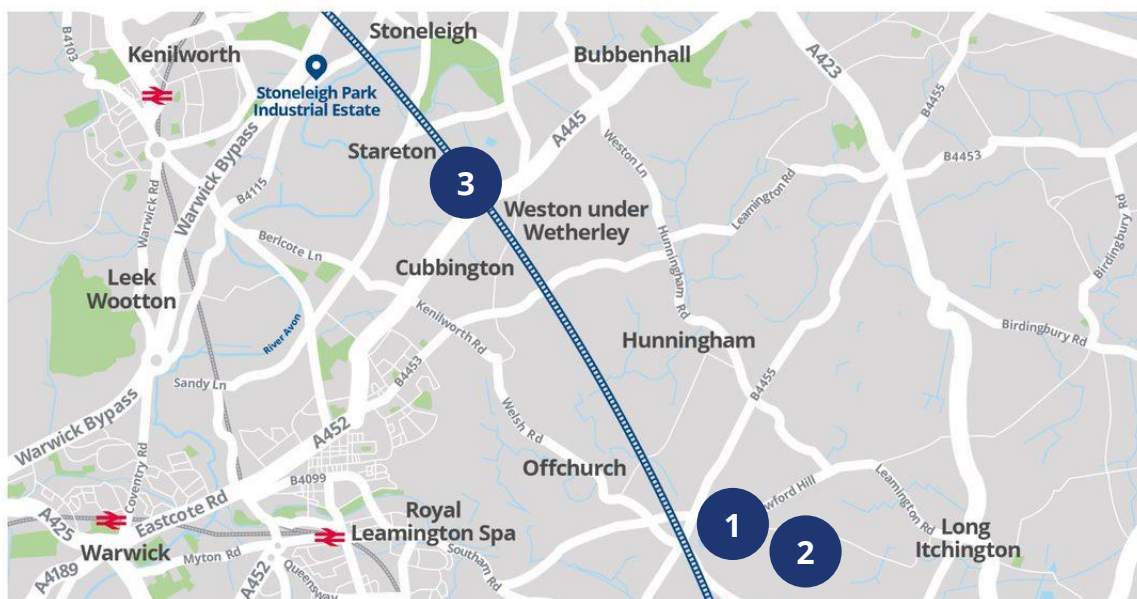 Stoneleigh
Kenilworth
Bubbenhall
B4103
A423
B4455
Stoneleigh Park
Industrial Estate
Warwick Bypass
A445
Weston Ln
Stareton
B4453
3
Warwick Rd
B4115
Leamington Rd
Birdingbury Rd
Weston under
Wetherley
Bericote Ln
Cubbington
Hunningham Rd
Leek
Wootton
Kenilworth Rd
River Avon
Hunningham
Birdingbury Rd
Sandy Ln
B4453
B4455
Warwick Bypass
A452
Welsh Rd
Coventry Rd
Offchurch
B4099
Eastcote Rd
Leamington Rd
A425
Royal
Leamington Spa
1
2
Long
Itchington
Warwick
Myton Rd
A452
Queensway
Southam Rd
A4189
Hill